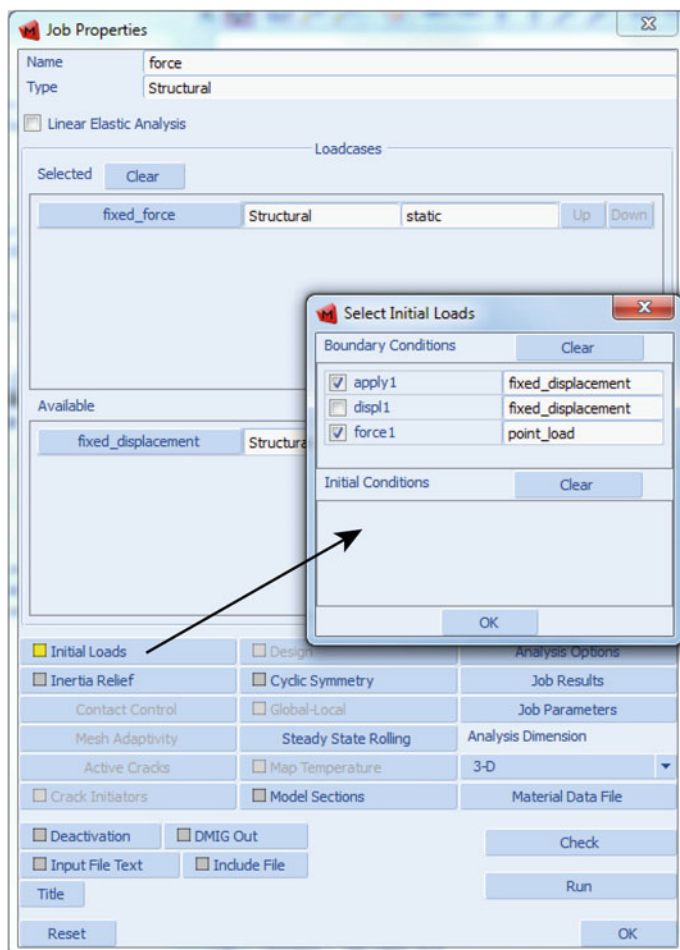 Job Properties
Name force
Type Structural
Linear Elastic Analysis
Loadcases
Selected Clear
fixed_force Structural static Up Down
Available
fixed_displacement Structura
Select Initial Loads
Boundary Conditions Clear
apply1 fixed_displacement
displ1 fixed_displacement
force1 point_load
Initial Conditions Clear
OK
Initial Loads Design Analysis Options
Inertia Relief Cyclic Symmetry Job Results
Contact Control Global-Local Job Parameters
Mesh Adaptivity Steady State Rolling Analysis Dimension
Active Cracks Map Temperature 3-D
Crack Initiators Model Sections Material Data File
Deactivation DMIG Out Check
Input File Text Include File
Title Run
Reset OK